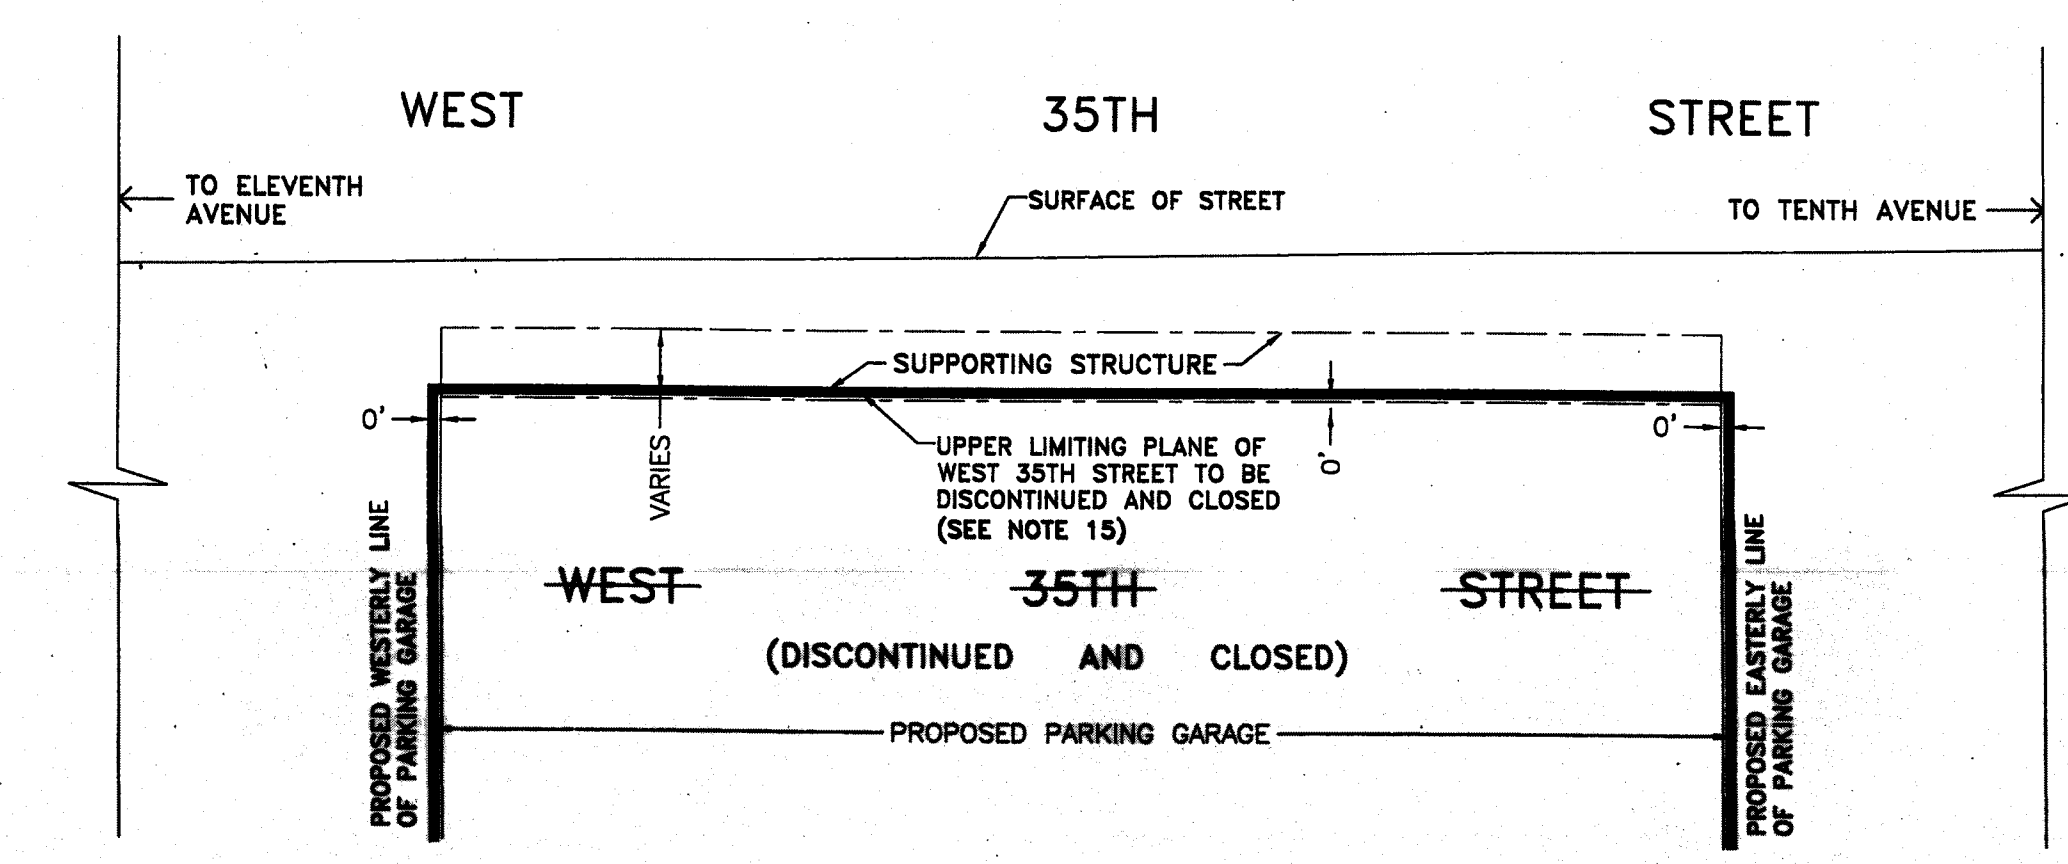 WEST 35TH STREET
TO ELEVENTH
AVENUE
SURFACE OF STREET
TO TENTH AVENUE
SUPPORTING STRUCTURE
0'
0'
0'
VARIES
UPPER LIMITING PLANE OF
WEST 35TH STREET TO BE
DISCONTINUED AND CLOSED
(SEE NOTE 15)
WEST 35TH STREET
(DISCONTINUED AND CLOSED)
PROPOSED PARKING GARAGE
PROPOSED WESTERLY LINE
OF PARKING GARAGE
PROPOSED EASTERLY LINE
OF PARKING GARAGE